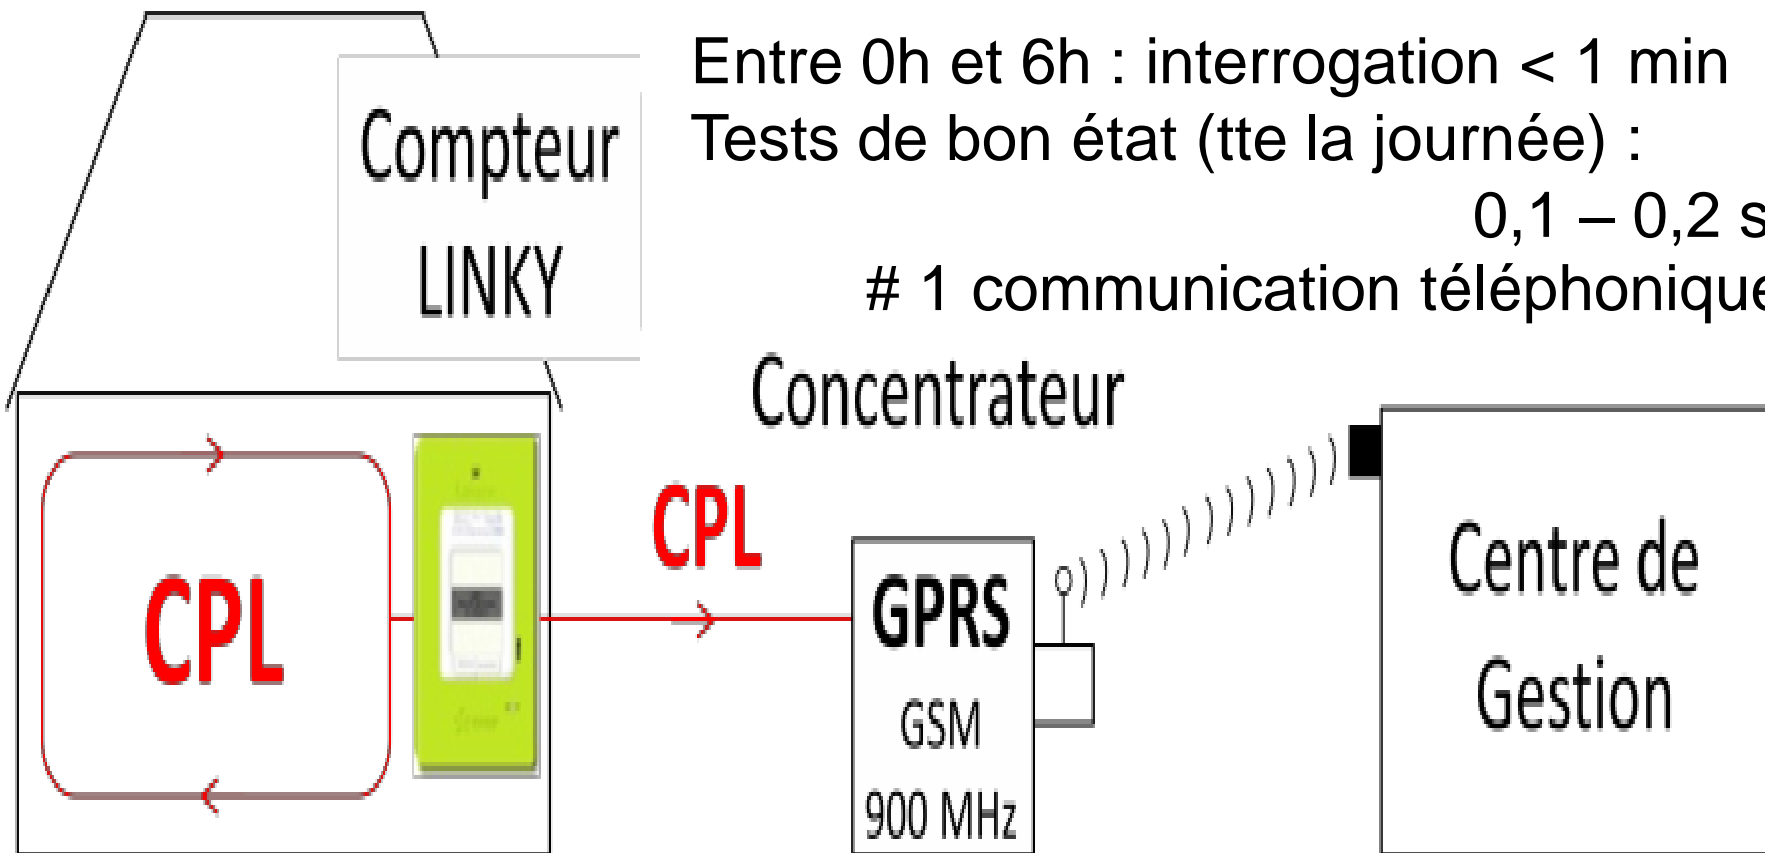 Entre 0h et 6h : interrogation < 1 min
Tests de bon état (tte la journée) :
0,1 – 0,2 s
# 1 communication téléphonique
Compteur
LINKY
Concentrateur
CPL
CPL
GPRS
GSM
900 MHz
Centre de
Gestion